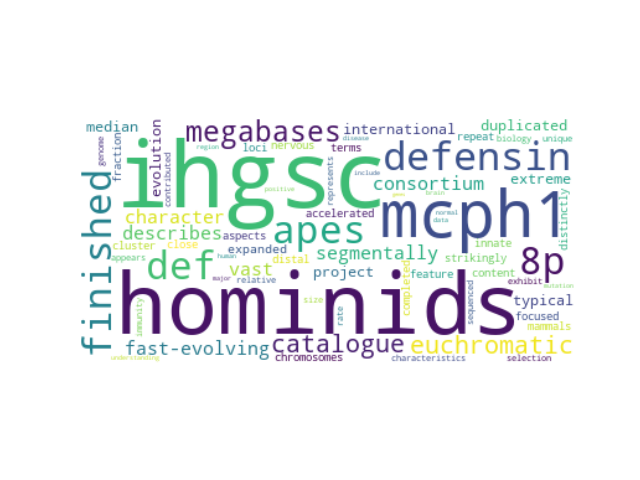 median
megabases
international
duplicated
repeat
biology
unique
genome
fraction
evolution
contributed
region
loci
nervous
disease
terms
ihgsc
defensin
represents
include
consortium
extreme
positive
finished
character
describes
accelerated
mcph1
apes
aspects
brain
normal
data
gene
distinctly
cluster
close
expanded
segmentally
innate
strikingly
appears
def
human
vast
distal
project
feature
content
8p
exhibit
major
relative
completed
mutation
hominids
immunity
size
rate
sequenced
typical
focused
mammals
fast-evolving
catalogue
euchromatic
understanding
chromosomes
characteristics
selection